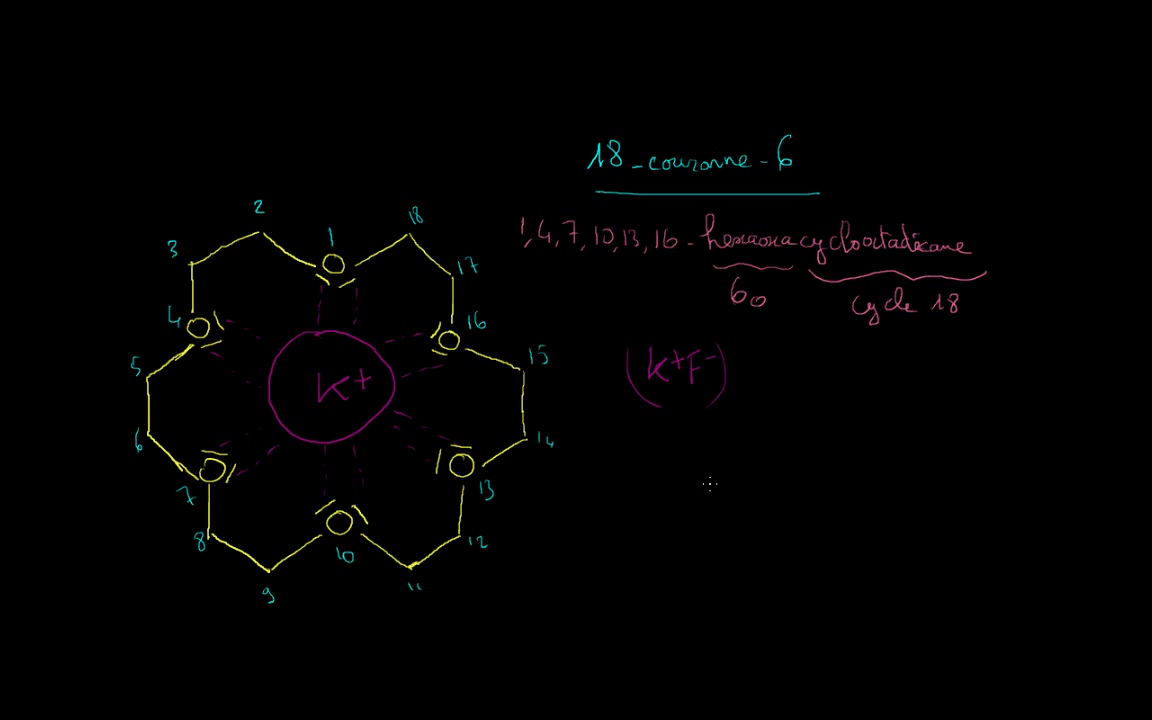 18-couronne-6
1,4,7,10,13,16-hexaoxacyclooctadécane
6 O
cycle 18
(K+F-)
2
1
18
3
17
4
O
O
16
O
5
K+
15
6
14
7
O
O
13
8
O
10
12
9
11